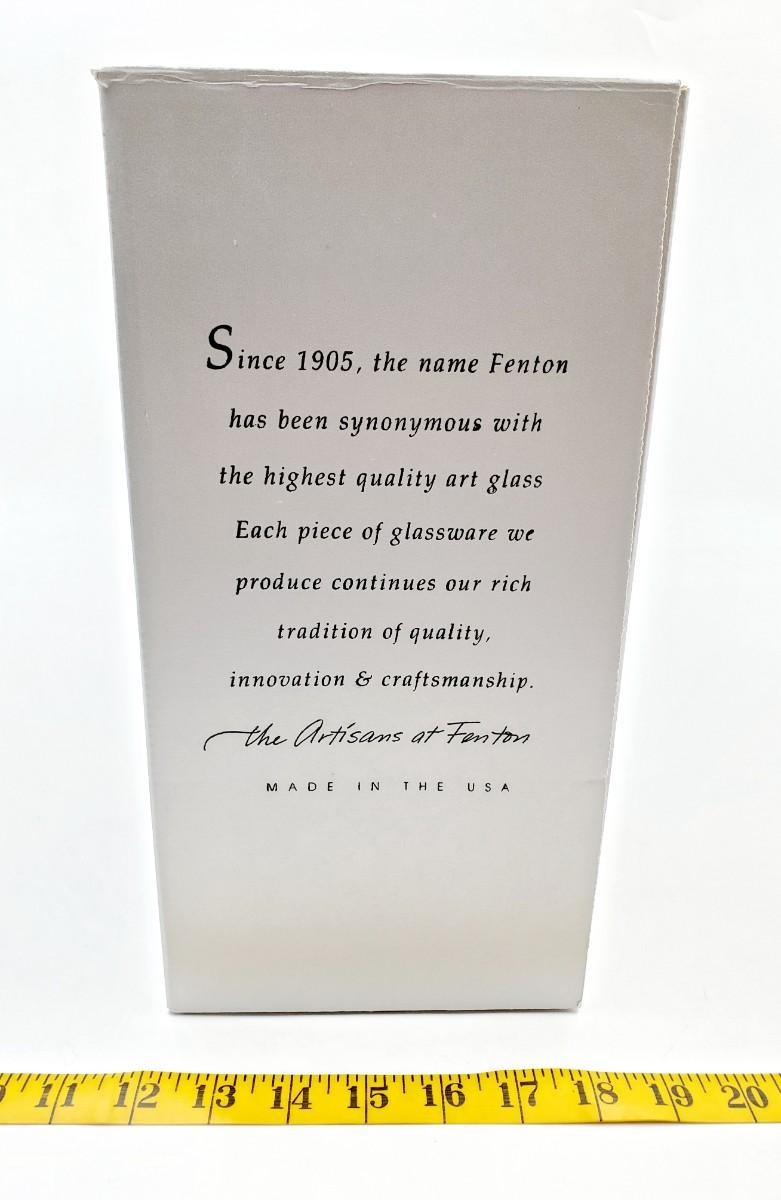 Since 1905, the name Fenton
has been synonymous with
the highest quality art glass
Each piece of glassware we
produce continues our rich
tradition of quality,
innovation & craftsmanship.
the Artisans at Fenton
MADE IN THE USA
11 12 13 14 15 16 17 18 19 20